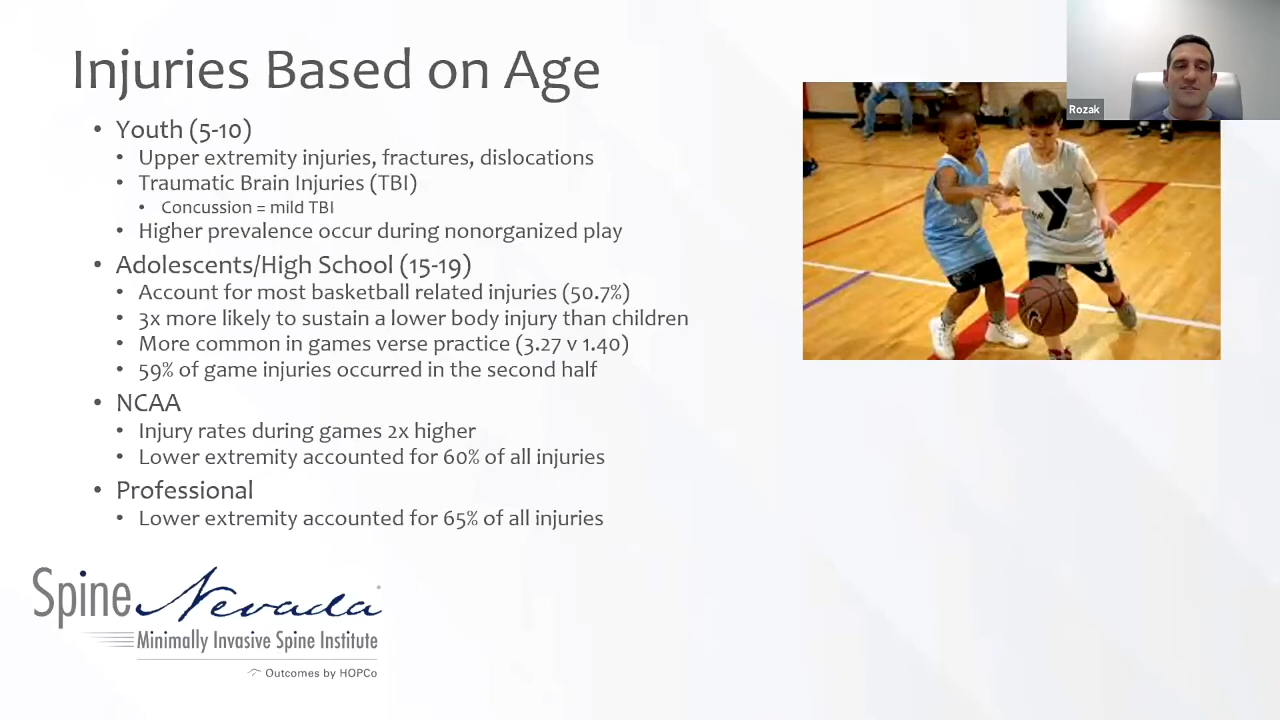 Injuries Based on Age
• Youth (5-10)
• Upper extremity injuries, fractures, dislocations
• Traumatic Brain Injuries (TBI)
• Concussion = mild TBI
• Higher prevalence occur during nonorganized play
• Adolescents/High School (15-19)
• Account for most basketball related injuries (50.7%)
• 3x more likely to sustain a lower body injury than children
• More common in games verse practice (3.27 v 1.40)
• 59% of game injuries occurred in the second half
• NCAA
• Injury rates during games 2x higher
• Lower extremity accounted for 60% of all injuries
• Professional
• Lower extremity accounted for 65% of all injuries
Rozak
Spine Nevada
Minimally Invasive Spine Institute
Outcomes by HOPCo